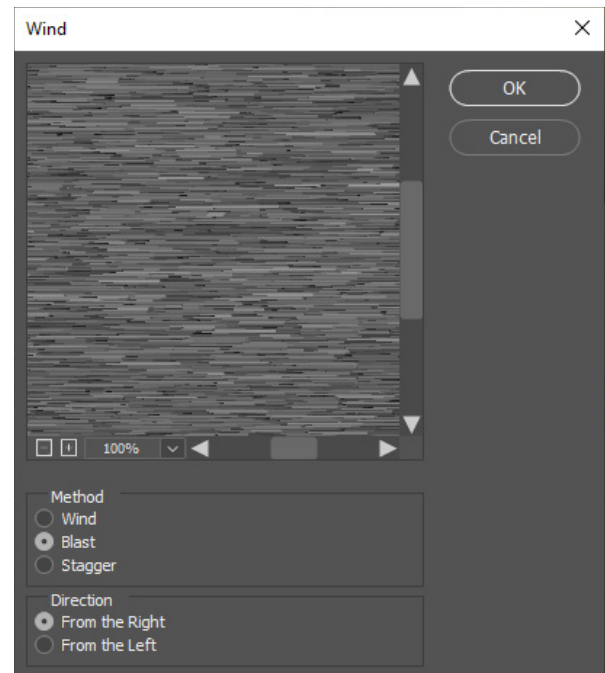 Wind
OK
Cancel
100%
Method
Wind
Blast
Stagger
Direction
From the Right
From the Left